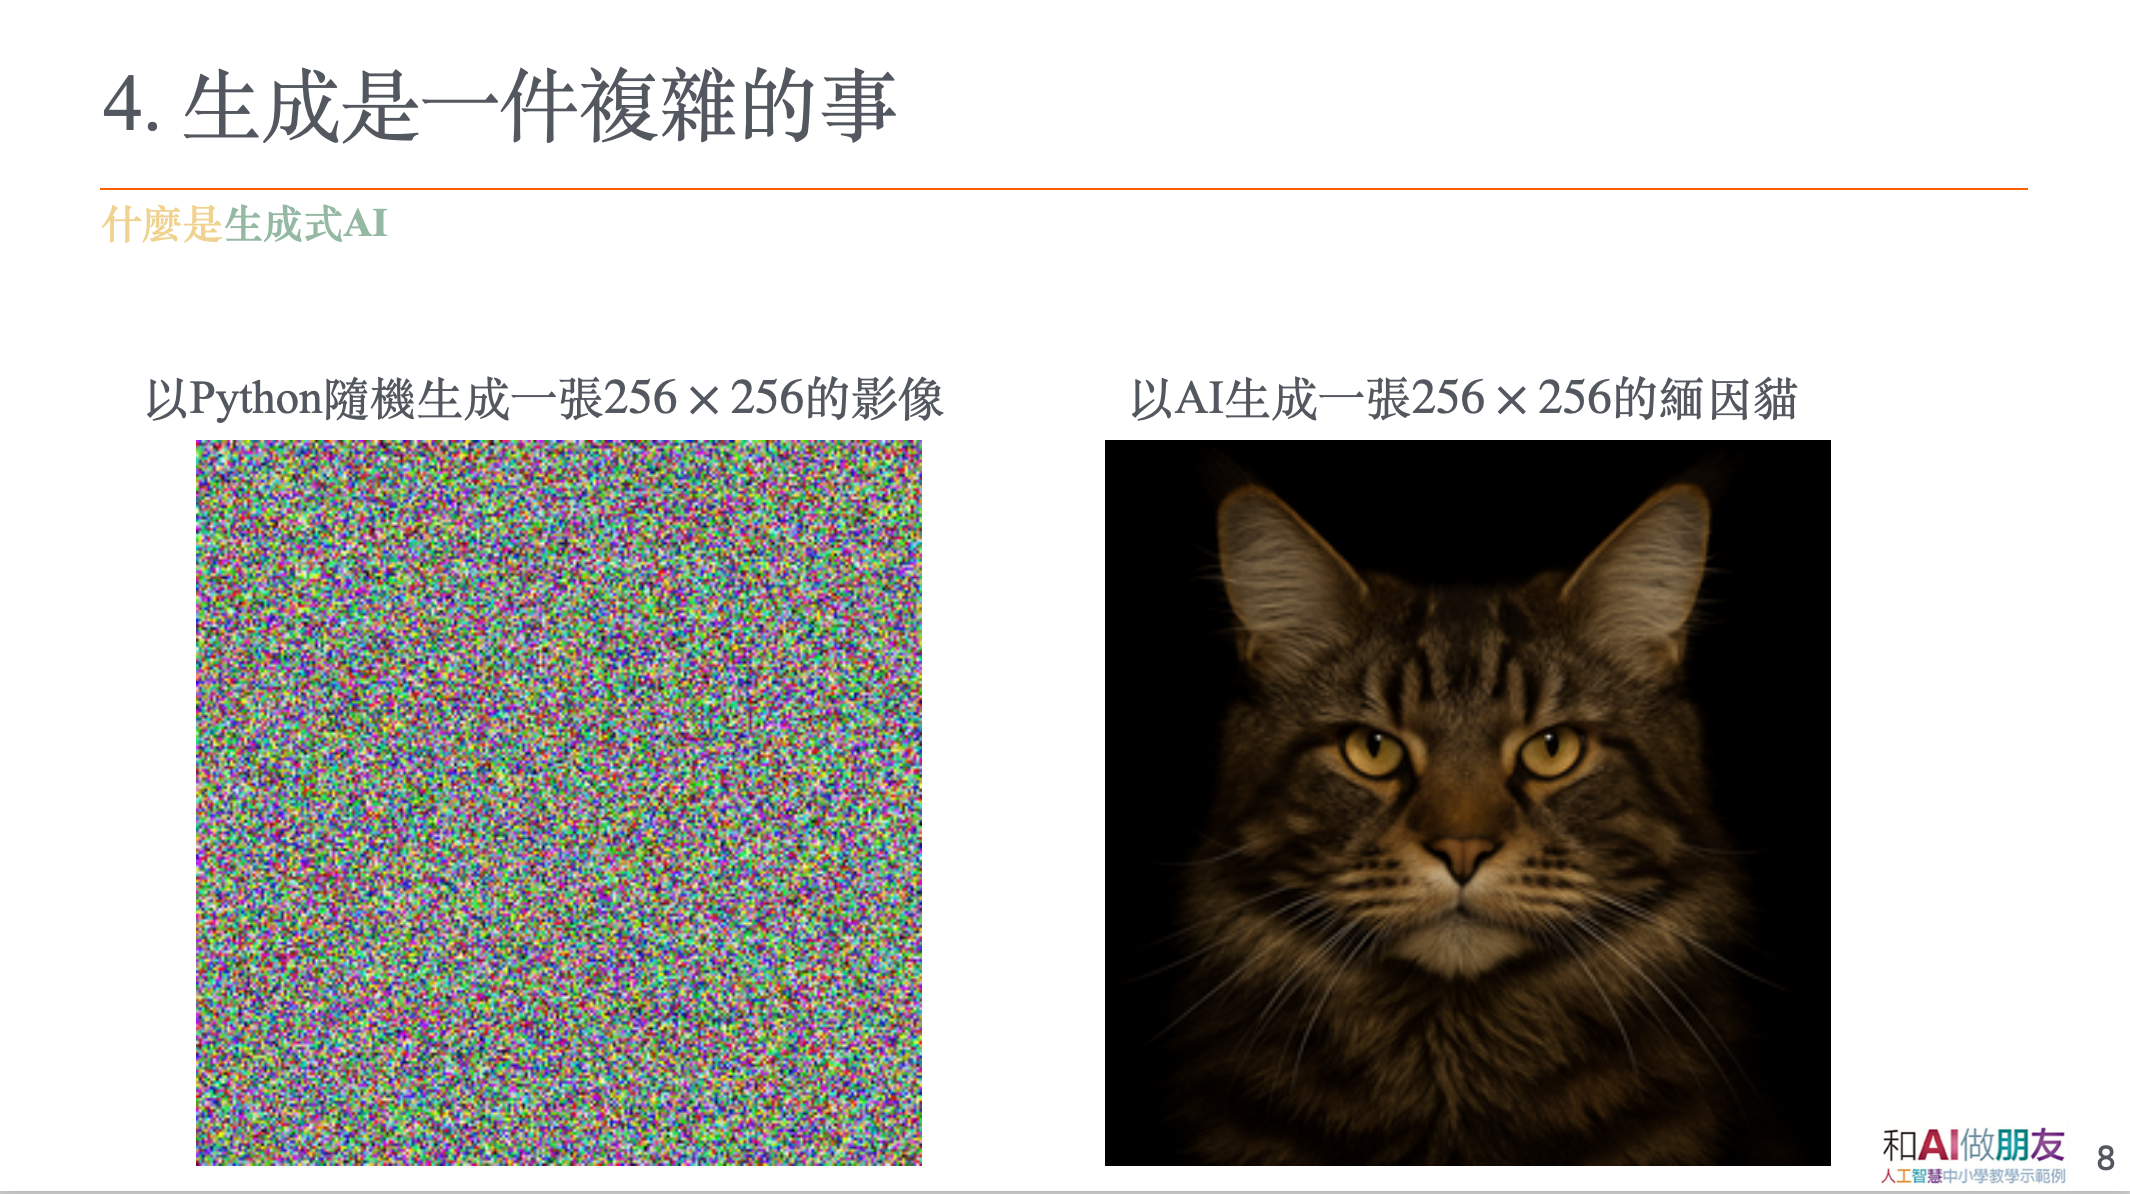 4. 生成是一件複雜的事
什麼是生成式AI
以Python隨機生成一張256 × 256的影像
以AI生成一張256 × 256的緬因貓
和AI做朋友
人工智慧中小學教學示範例
8